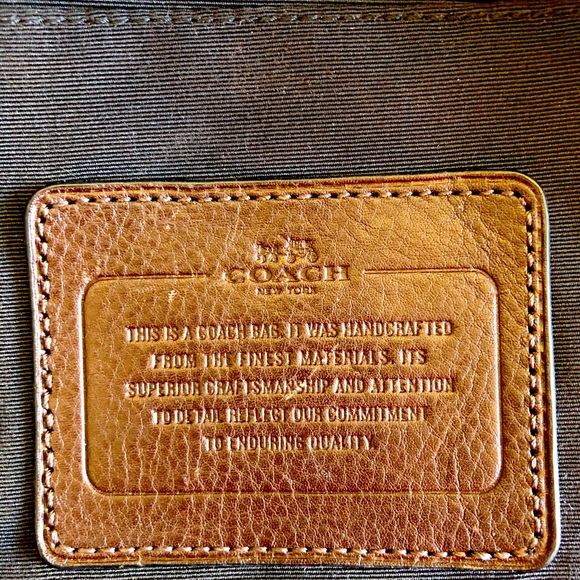 COACH
NEW YORK
THIS IS A COACH BAG. IT WAS HANDCRAFTED
FROM THE FINEST MATERIALS. ITS
SUPERIOR CRAFTSMANSHIP AND ATTENTION
TO DETAIL REFLECT OUR COMMITMENT
TO ENDURING QUALITY.